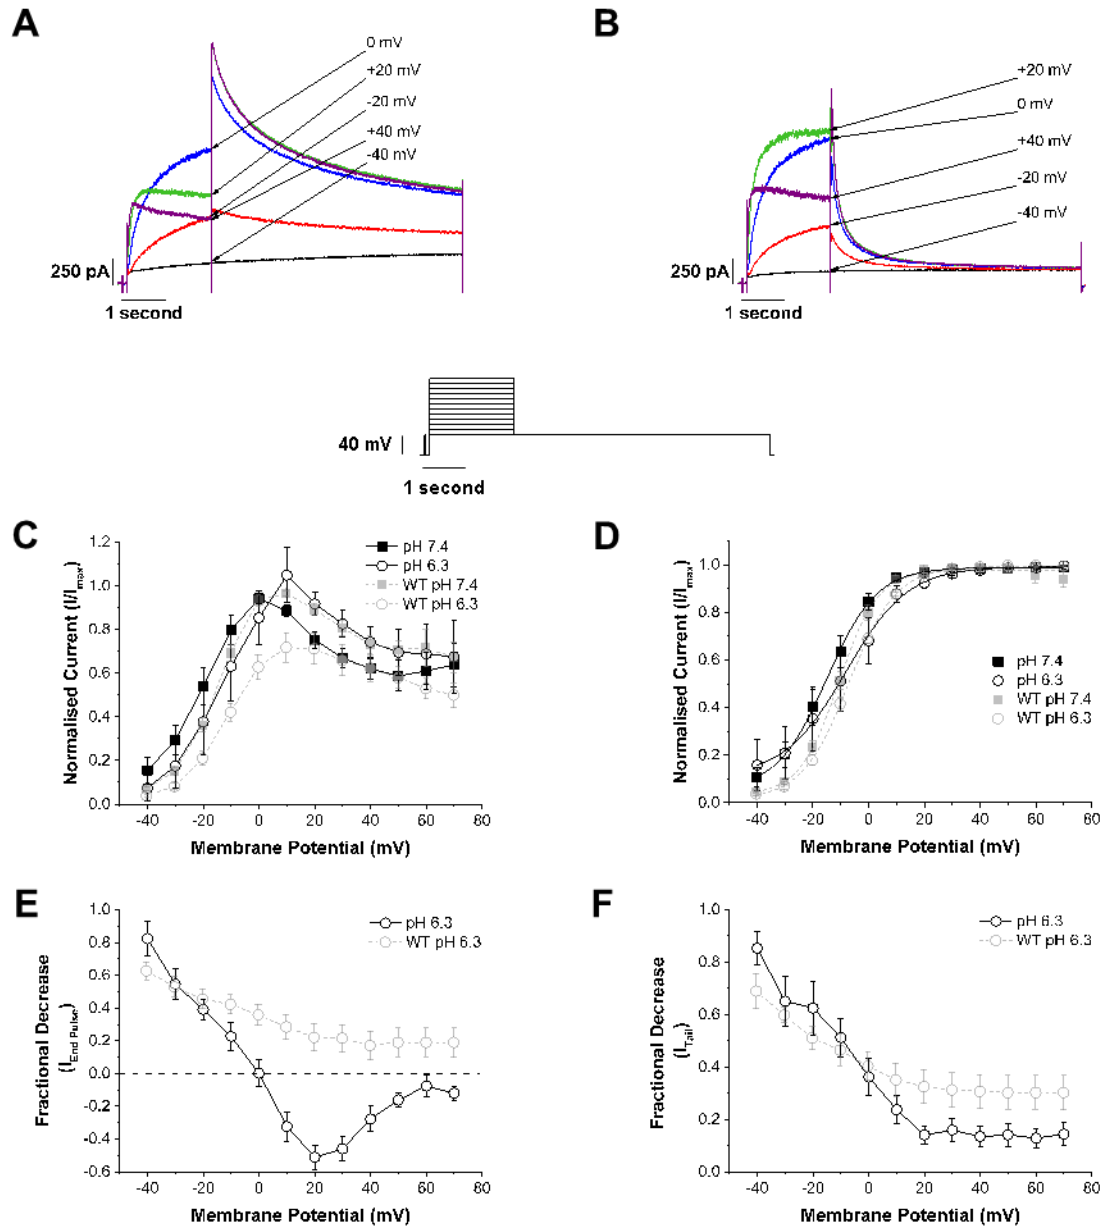 A
0 mV
+20 mV
-20 mV
+40 mV
-40 mV
250 pA
1 second
B
+20 mV
0 mV
+40 mV
-20 mV
-40 mV
250 pA
1 second
40 mV
1 second
C
Normalised Current (I/Imax)
1.2
1.0
0.8
0.6
0.4
0.2
0.0
-40 -20 0 20 40 60 80
Membrane Potential (mV)
pH 7.4
pH 6.3
WT pH 7.4
WT pH 6.3
D
Normalised Current (I/Imax)
1.0
0.8
0.6
0.4
0.2
0.0
-40 -20 0 20 40 60 80
Membrane Potential (mV)
pH 7.4
pH 6.3
WT pH 7.4
WT pH 6.3
E
Fractional Decrease
(IEnd Pulse)
1.0
0.8
0.6
0.4
0.2
0.0
-0.2
-0.4
-0.6
-40 -20 0 20 40 60 80
Membrane Potential (mV)
pH 6.3
WT pH 6.3
F
Fractional Decrease
(ITail)
1.0
0.8
0.6
0.4
0.2
0.0
-40 -20 0 20 40 60 80
Membrane Potential (mV)
pH 6.3
WT pH 6.3